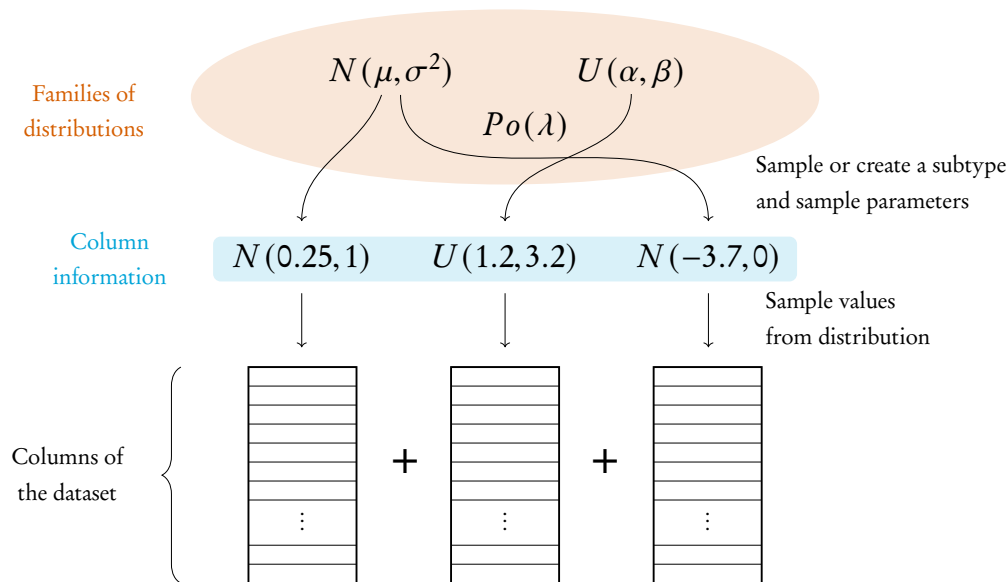 N(μ,σ²) U(α,β)
Families of
distributions
Po(λ)
Sample or create a subtype
and sample parameters
Column
information
N(0.25,1) U(1.2,3.2) N(−3.7,0)
Sample values
from distribution
Columns of
the dataset
+ +
⋮ ⋮ ⋮